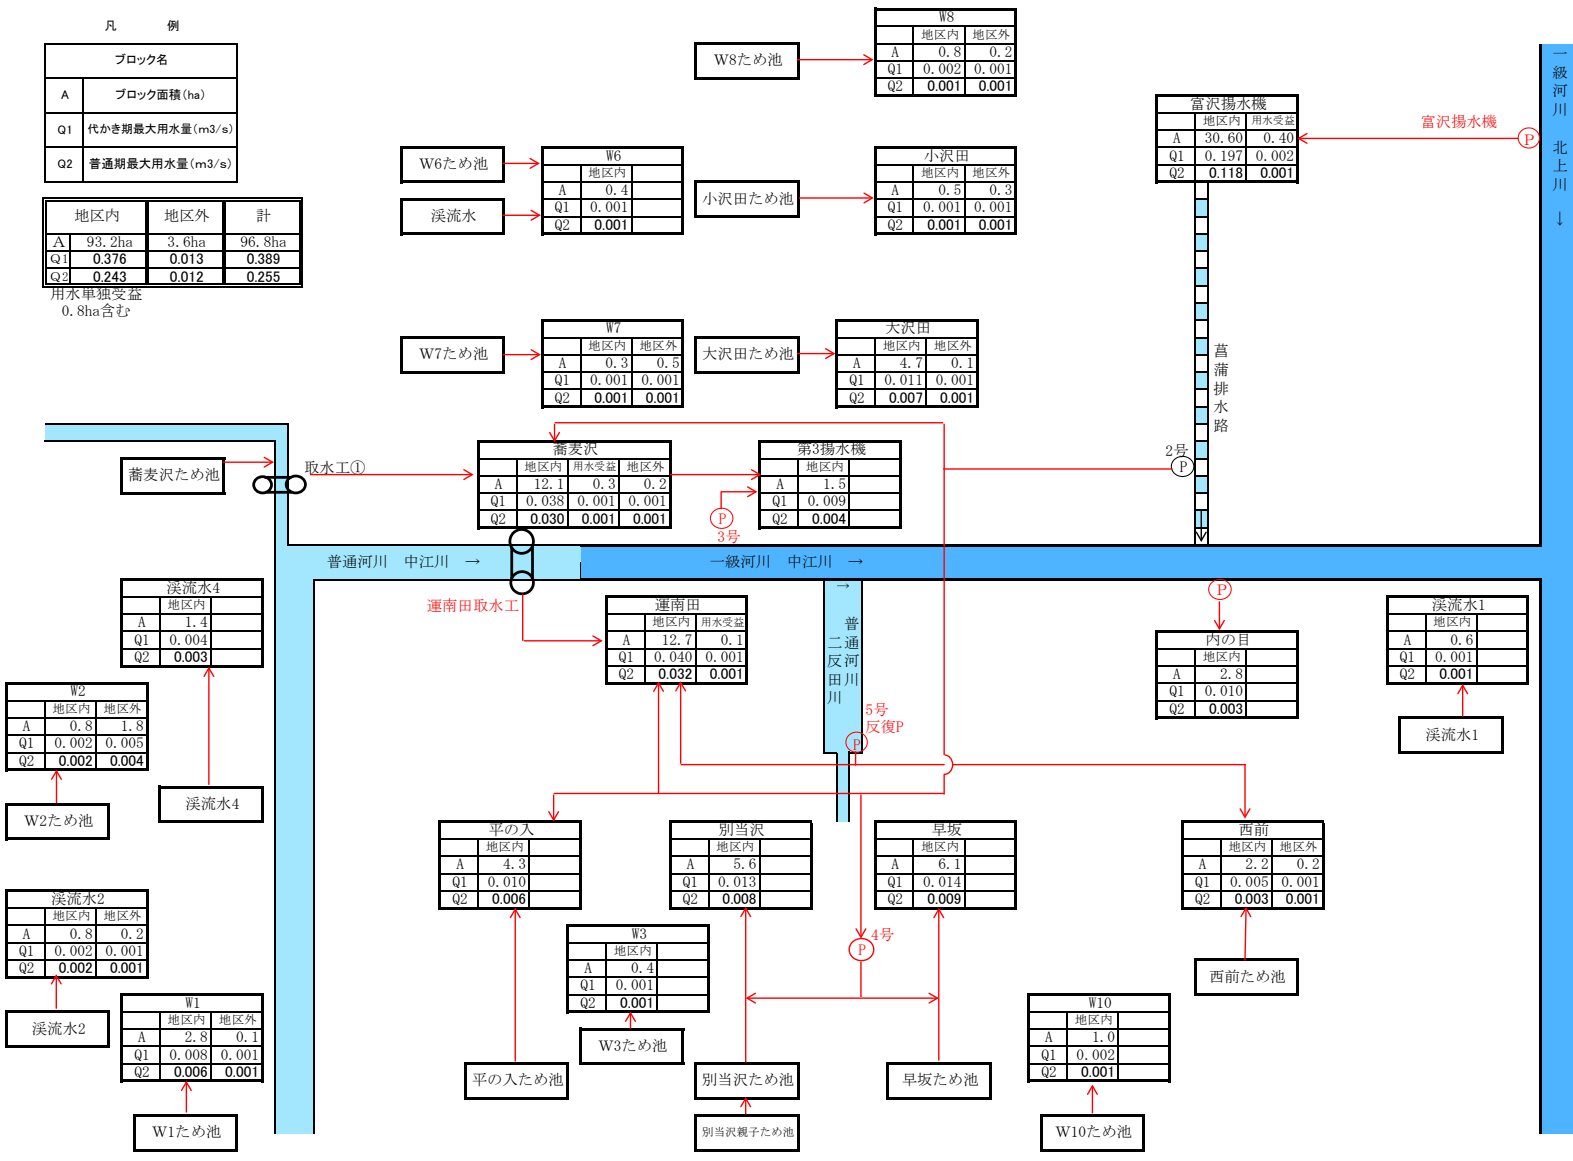 凡 例
ブロック名
A ブロック面積(ha)
Q1 代かき期最大用水量(m3/s)
Q2 普通期最大用水量(m3/s)
地区内 地区外 計
A 93.2ha 3.6ha 96.8ha
Q1 0.376 0.013 0.389
Q2 0.243 0.012 0.255
用水単独受益
0.8ha含む
W8ため池
W8
地区内 地区外
A 0.8 0.2
Q1 0.002 0.001
Q2 0.001 0.001
富沢揚水機
地区内 用水受益
A 30.60 0.40
Q1 0.197 0.002
Q2 0.118 0.001
富沢揚水機
P
一級河川 北上川 ↓
W6ため池
渓流水
W6
地区内
A 0.4
Q1 0.001
Q2 0.001
小沢田ため池
小沢田
地区内 地区外
A 0.5 0.3
Q1 0.001 0.001
Q2 0.001 0.001
W7ため池
W7
地区内 地区外
A 0.3 0.5
Q1 0.001 0.001
Q2 0.001 0.001
大沢田ため池
大沢田
地区内 地区外
A 4.7 0.1
Q1 0.011 0.001
Q2 0.007 0.001
菖蒲排水路
2号
P
蕎麦沢ため池
取水工①
蕎麦沢
地区内 用水受益 地区外
A 12.1 0.3 0.2
Q1 0.038 0.001 0.001
Q2 0.030 0.001 0.001
第3揚水機
地区内
A 1.5
Q1 0.009
Q2 0.004
P
3号
普通河川 中江川 →
一級河川 中江川 →
運南田取水工
運南田
地区内 用水受益
A 12.7 0.1
Q1 0.040 0.001
Q2 0.032 0.001
→
普通河川
二反田川
5号
反復P
P
P
内の目
地区内
A 2.8
Q1 0.010
Q2 0.003
渓流水1
地区内
A 0.6
Q1 0.001
Q2 0.001
渓流水1
渓流水4
地区内
A 1.4
Q1 0.004
Q2 0.003
渓流水4
W2
地区内 地区外
A 0.8 1.8
Q1 0.002 0.005
Q2 0.002 0.004
W2ため池
渓流水2
地区内 地区外
A 0.8 0.2
Q1 0.002 0.001
Q2 0.002 0.001
渓流水2
W1
地区内 地区外
A 2.8 0.1
Q1 0.008 0.001
Q2 0.006 0.001
W1ため池
平の入
地区内
A 4.3
Q1 0.010
Q2 0.006
平の入ため池
W3
地区内
A 0.4
Q1 0.001
Q2 0.001
W3ため池
別当沢
地区内
A 5.6
Q1 0.013
Q2 0.008
別当沢ため池
別当沢親子ため池
P
4号
早坂
地区内
A 6.1
Q1 0.014
Q2 0.009
早坂ため池
西前
地区内 地区外
A 2.2 0.2
Q1 0.005 0.001
Q2 0.003 0.001
西前ため池
W10
地区内
A 1.0
Q1 0.002
Q2 0.001
W10ため池